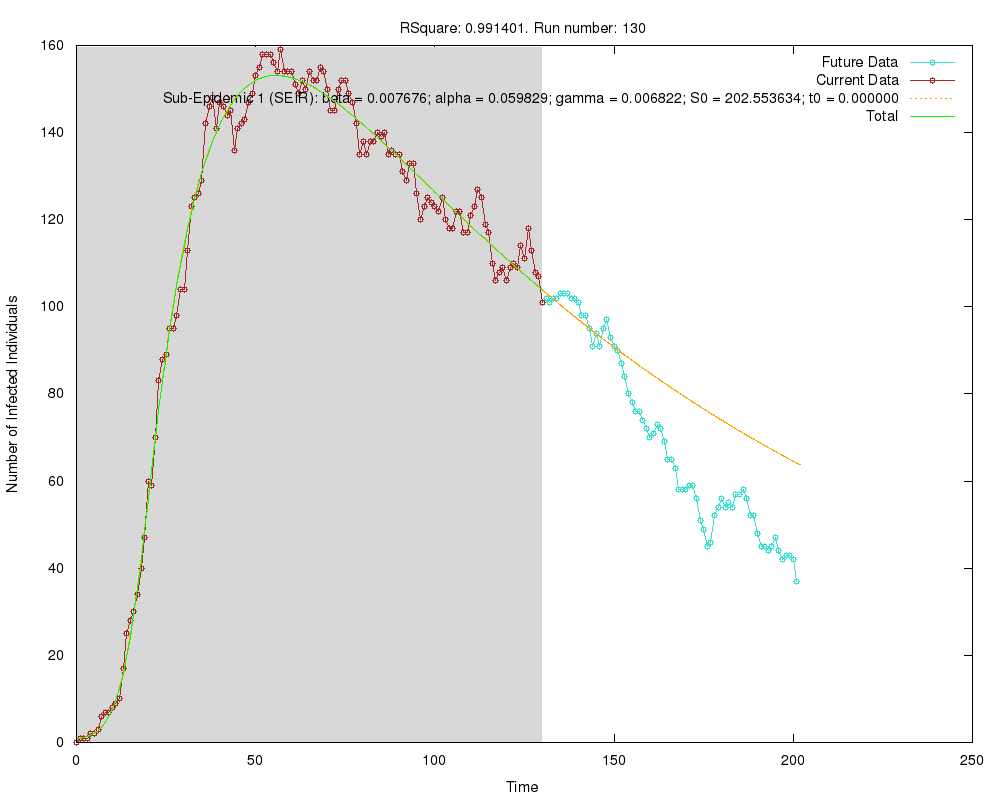 RSquare: 0.991401. Run number: 130
160
140
120
100
80
60
40
20
0
0 50 100 150 200 250
Number of Infected Individuals
Time
Future Data
Current Data
Sub-Epidemic 1 (SEIR): beta = 0.007676; alpha = 0.059829; gamma = 0.006822; S0 = 202.553634; t0 = 0.000000
Total